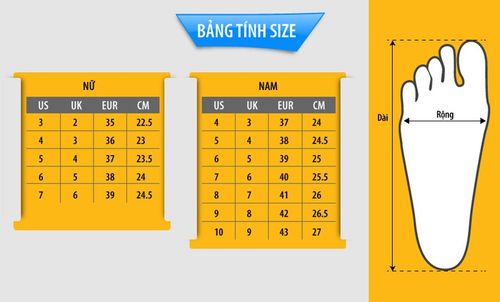 BẢNG TÍNH SIZE
NỮ
US UK EUR CM
3 2 35 22.5
4 3 36 23
5 4 37 23.5
6 5 38 24
7 6 39 24.5
NAM
US UK EUR CM
4 3 37 24
5 4 38 24.5
6 5 39 25
7 6 40 25.5
8 7 41 26
9 8 42 26.5
10 9 43 27
Dài
Rộng